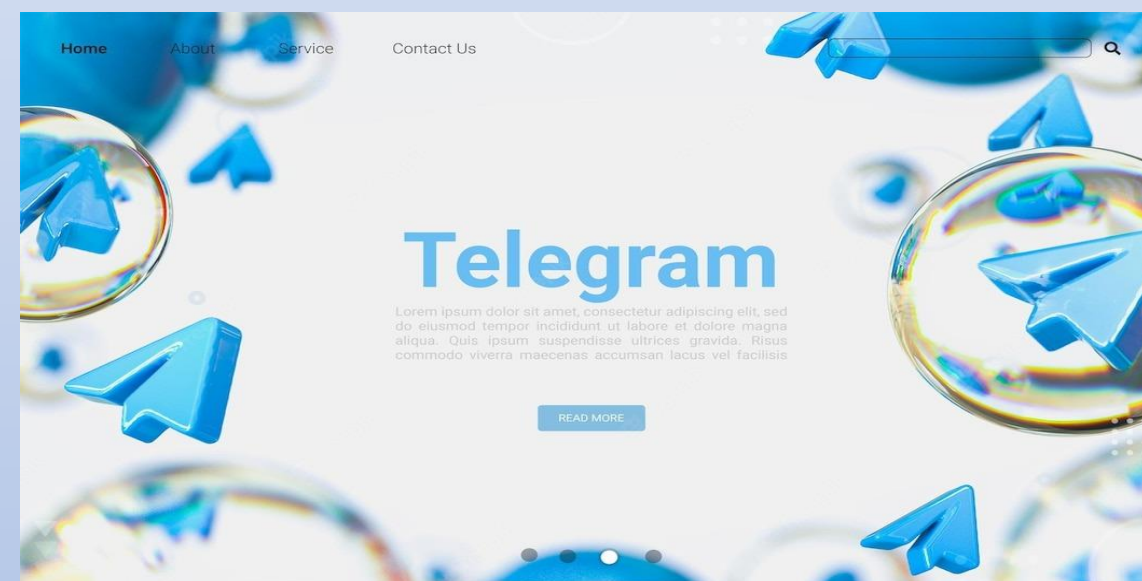 Home About Service Contact Us
Telegram
Lorem ipsum dolor sit amet, consectetur adipiscing elit, sed
do eiusmod tempor incididunt ut labore et dolore magna
aliqua. Quis ipsum suspendisse ultrices gravida. Risus
commodo viverra maecenas accumsan lacus vel facilisis
READ MORE